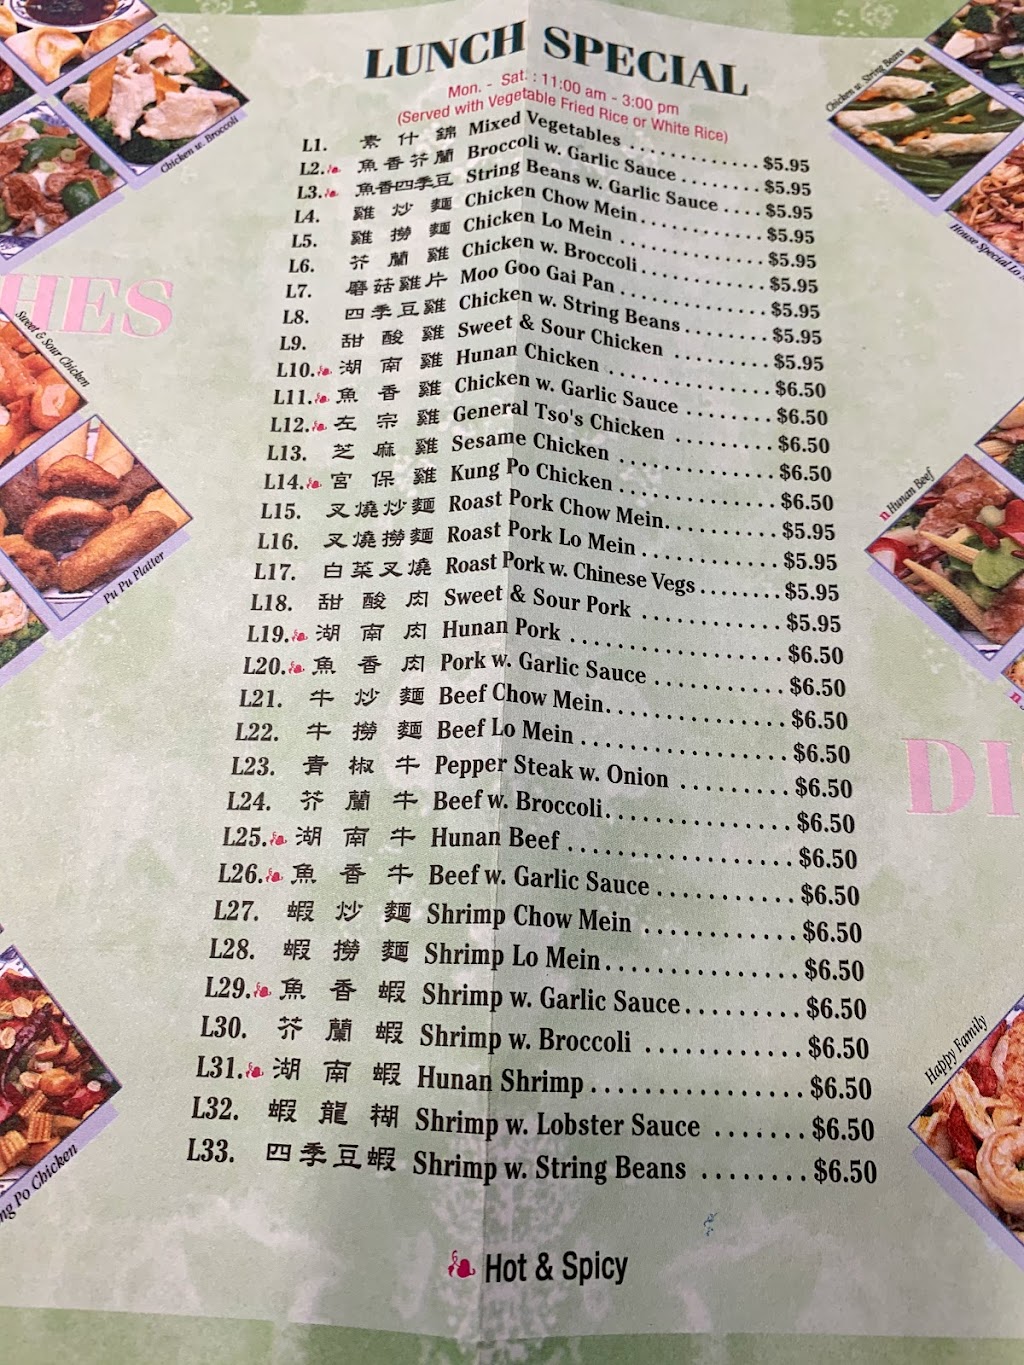 LUNCH SPECIAL
Mon. - Sat. : 11:00 am - 3:00 pm
(Served with Vegetable Fried Rice or White Rice)
L1. 素什錦 Mixed Vegetables ............. $5.95
L2. 魚香芥蘭 Broccoli w. Garlic Sauce ........ $5.95
L3. 魚香四季豆 String Beans w. Garlic Sauce .... $5.95
L4. 雞炒麵 Chicken Chow Mein............ $5.95
L5. 雞撈麵 Chicken Lo Mein .............. $5.95
L6. 芥蘭雞 Chicken w. Broccoli............ $5.95
L7. 磨菇雞片 Moo Goo Gai Pan .............. $5.95
L8. 四季豆雞 Chicken w. String Beans........ $5.95
L9. 甜酸雞 Sweet & Sour Chicken ......... $5.95
L10. 湖南雞 Hunan Chicken ............... $6.50
L11. 魚香雞 Chicken w. Garlic Sauce ........ $6.50
L12. 左宗雞 General Tso's Chicken ......... $6.50
L13. 芝麻雞 Sesame Chicken .............. $6.50
L14. 宮保雞 Kung Po Chicken .............. $6.50
L15. 叉燒炒麵 Roast Pork Chow Mein.......... $5.95
L16. 叉燒撈麵 Roast Pork Lo Mein ............ $5.95
L17. 白菜叉燒 Roast Pork w. Chinese Vegs........ $5.95
L18. 甜酸肉 Sweet & Sour Pork ............ $5.95
L19. 湖南肉 Hunan Pork .................. $6.50
L20. 魚香肉 Pork w. Garlic Sauce ........... $6.50
L21. 牛炒麵 Beef Chow Mein............... $6.50
L22. 牛撈麵 Beef Lo Mein ................. $6.50
L23. 青椒牛 Pepper Steak w. Onion ......... $6.50
L24. 芥蘭牛 Beef w. Broccoli............... $6.50
L25. 湖南牛 Hunan Beef .................. $6.50
L26. 魚香牛 Beef w. Garlic Sauce ........... $6.50
L27. 蝦炒麵 Shrimp Chow Mein ............ $6.50
L28. 蝦撈麵 Shrimp Lo Mein............... $6.50
L29. 魚香蝦 Shrimp w. Garlic Sauce......... $6.50
L30. 芥蘭蝦 Shrimp w. Broccoli ............ $6.50
L31. 湖南蝦 Hunan Shrimp................. $6.50
L32. 蝦龍糊 Shrimp w. Lobster Sauce ....... $6.50
L33. 四季豆蝦 Shrimp w. String Beans ........ $6.50
Hot & Spicy
Chicken w. Broccoli
HES
Sweet & Sour Chicken
Pu Pu Platter
ng Po Chicken
Chicken w. String Beans
House Special Lo
Hunan Beef
DI
Happy Family